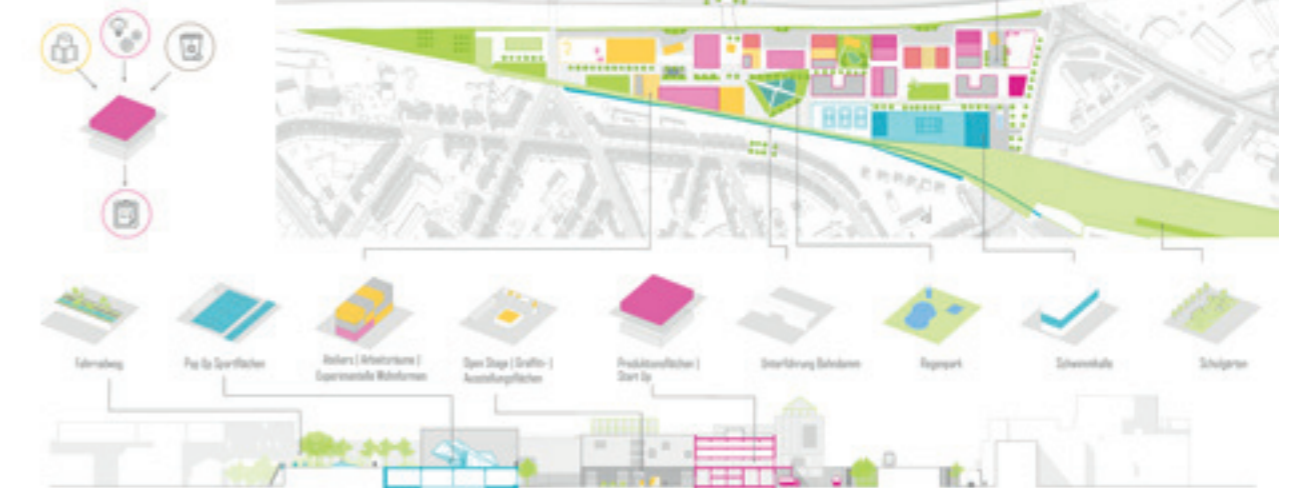 Fahrradweg
Pop Up Sportflächen
Ateliers | Arbeitsräume |
Experimentelle Wohnformen
Open Stage | Graffiti- |
Ausstellungsflächen
Produktionsflächen |
Start Up
Unterführung Bahndamm
Regenpark
Schwimmhalle
Schulgärten